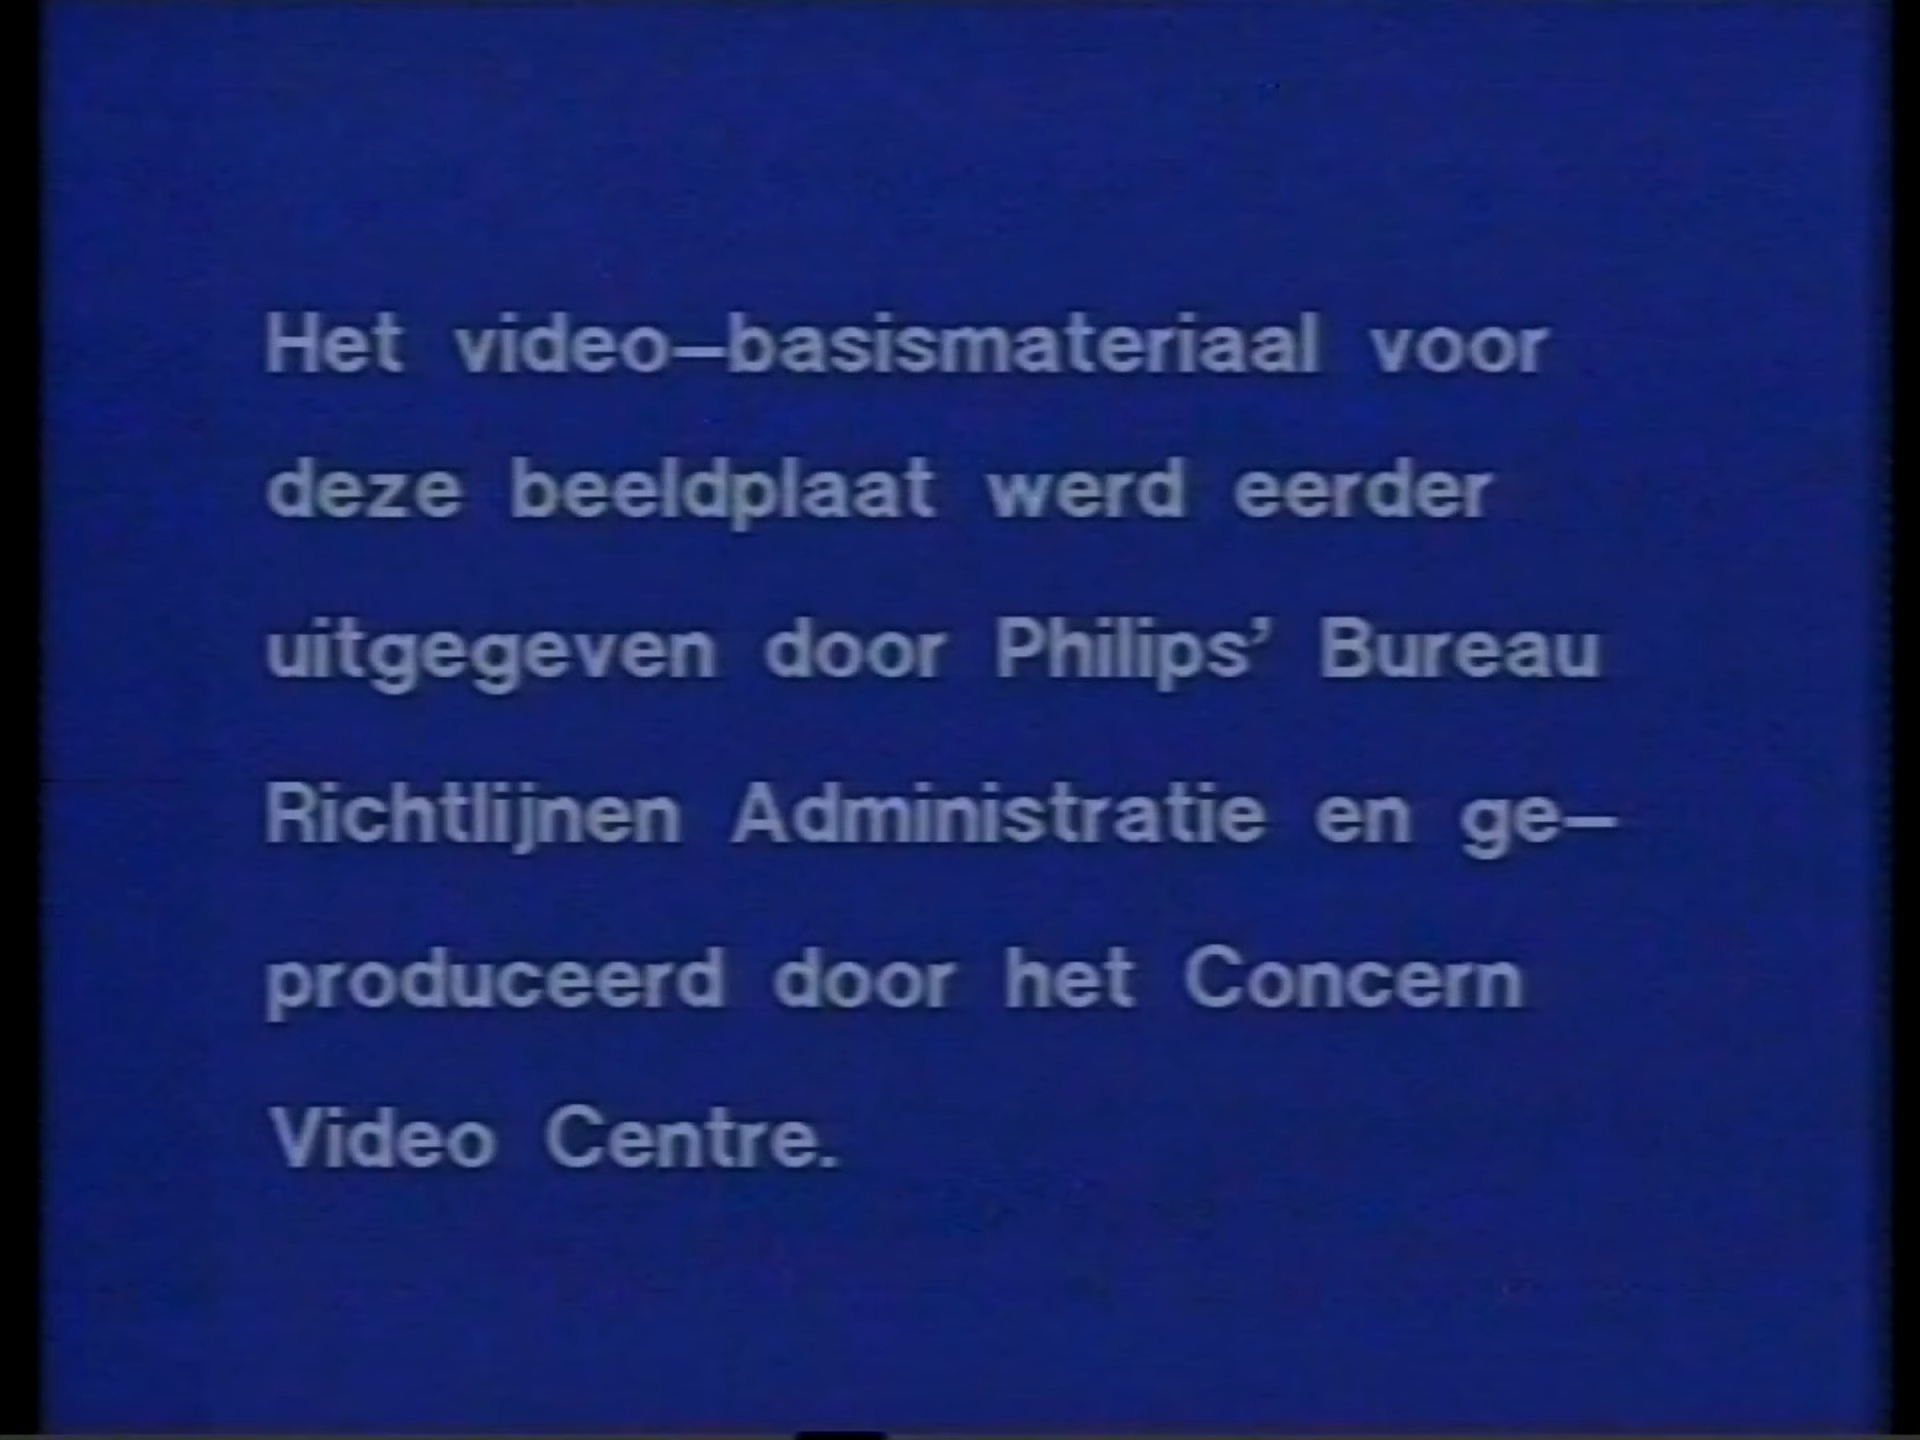 Het video-basismateriaal voor
deze beeldplaat werd eerder
uitgegeven door Philips’ Bureau
Richtlijnen Administratie en ge-
produceerd door het Concern
Video Centre.